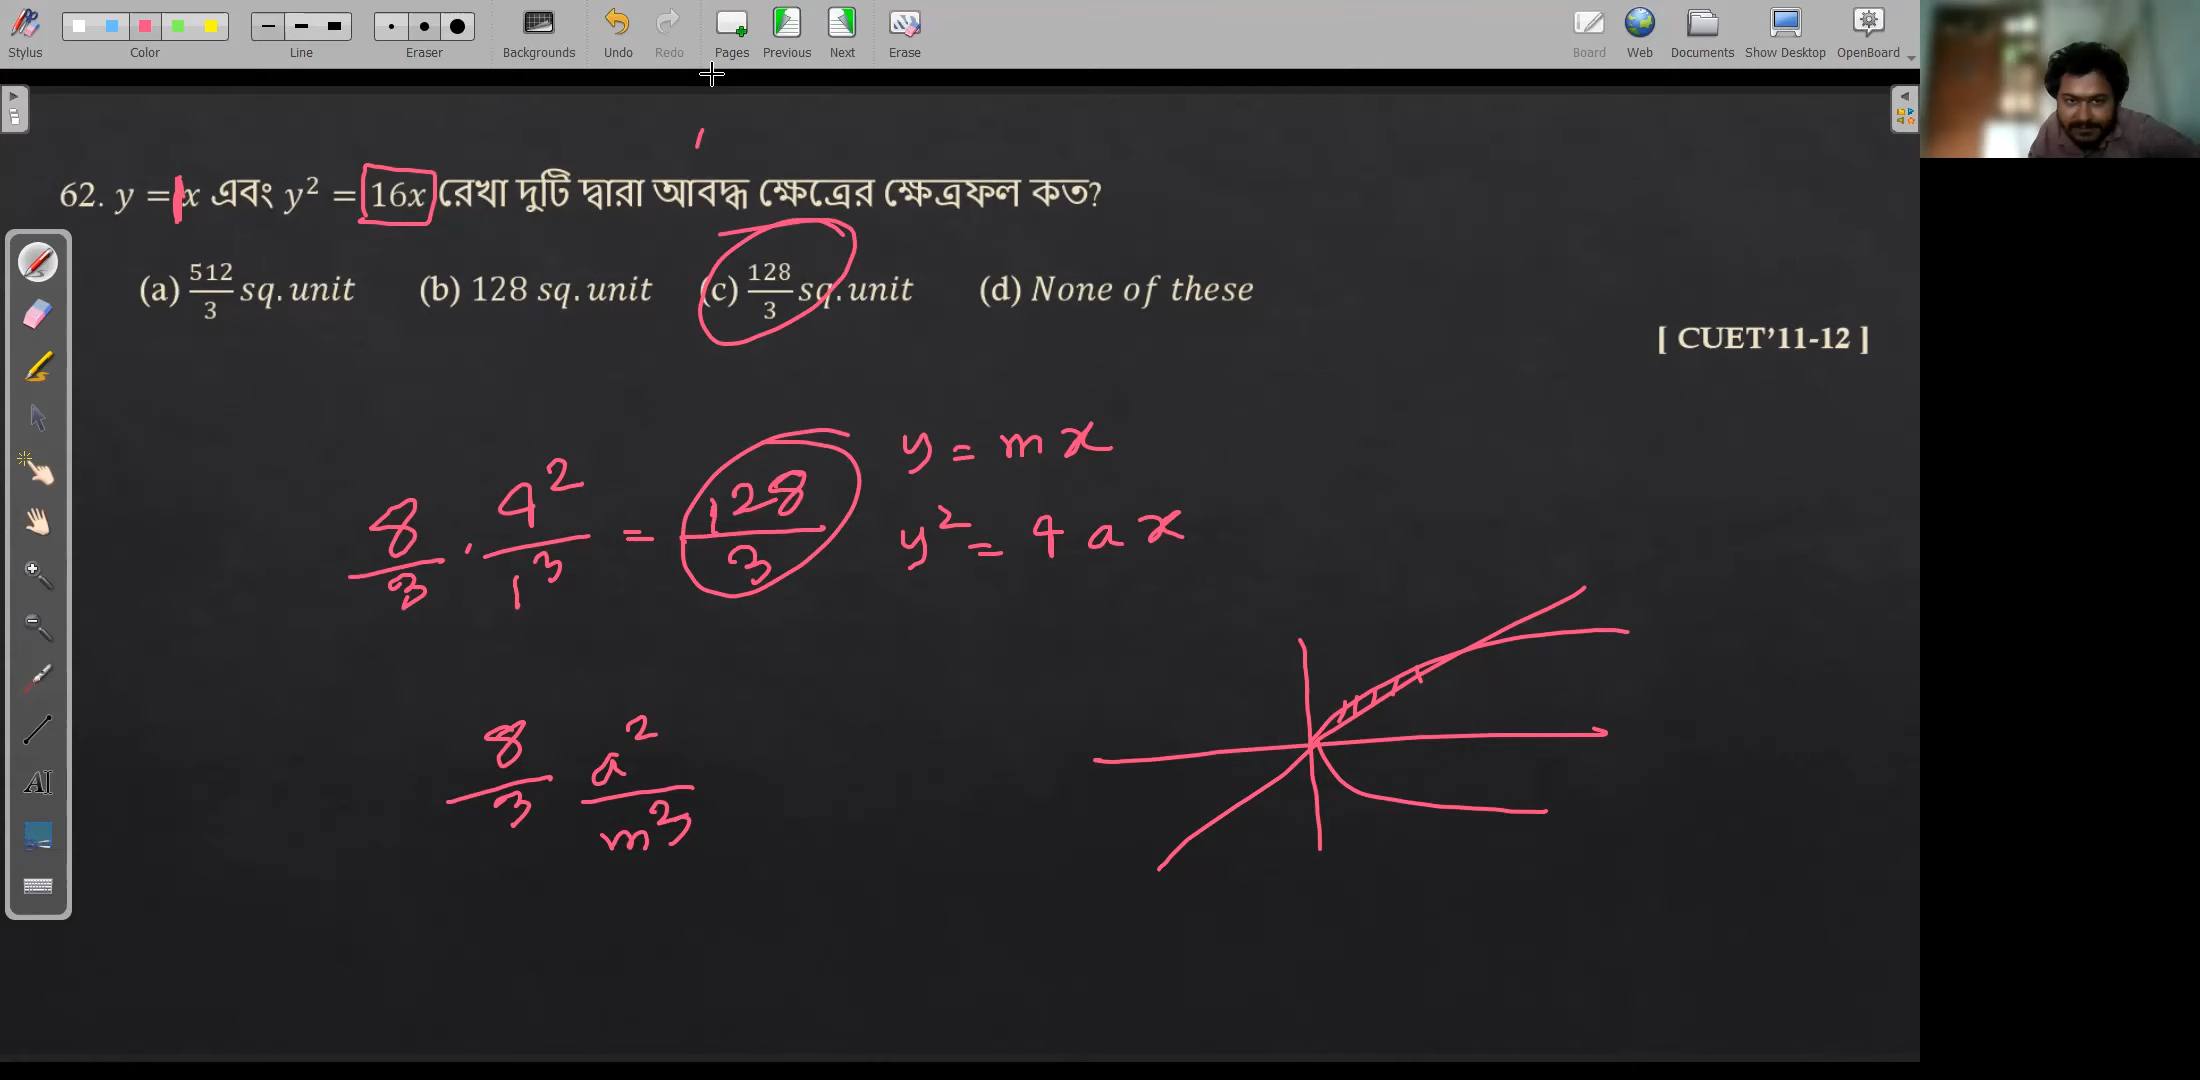 Stylus Color Line Eraser Backgrounds Undo Redo Pages Previous Next Erase Board Web Documents Show Desktop OpenBoard
62. y = x এবং y² = 16x রেখা দুটি দ্বারা আবদ্ধ ক্ষেত্রের ক্ষেত্রফল কত?
(a) 512/3 sq. unit (b) 128 sq. unit (c) 128/3 sq. unit (d) None of these
[ CUET’11-12 ]
y = mx
8/3 · 4²/1³ = 128/3
y² = 4ax
8/3 a²/m³
AI